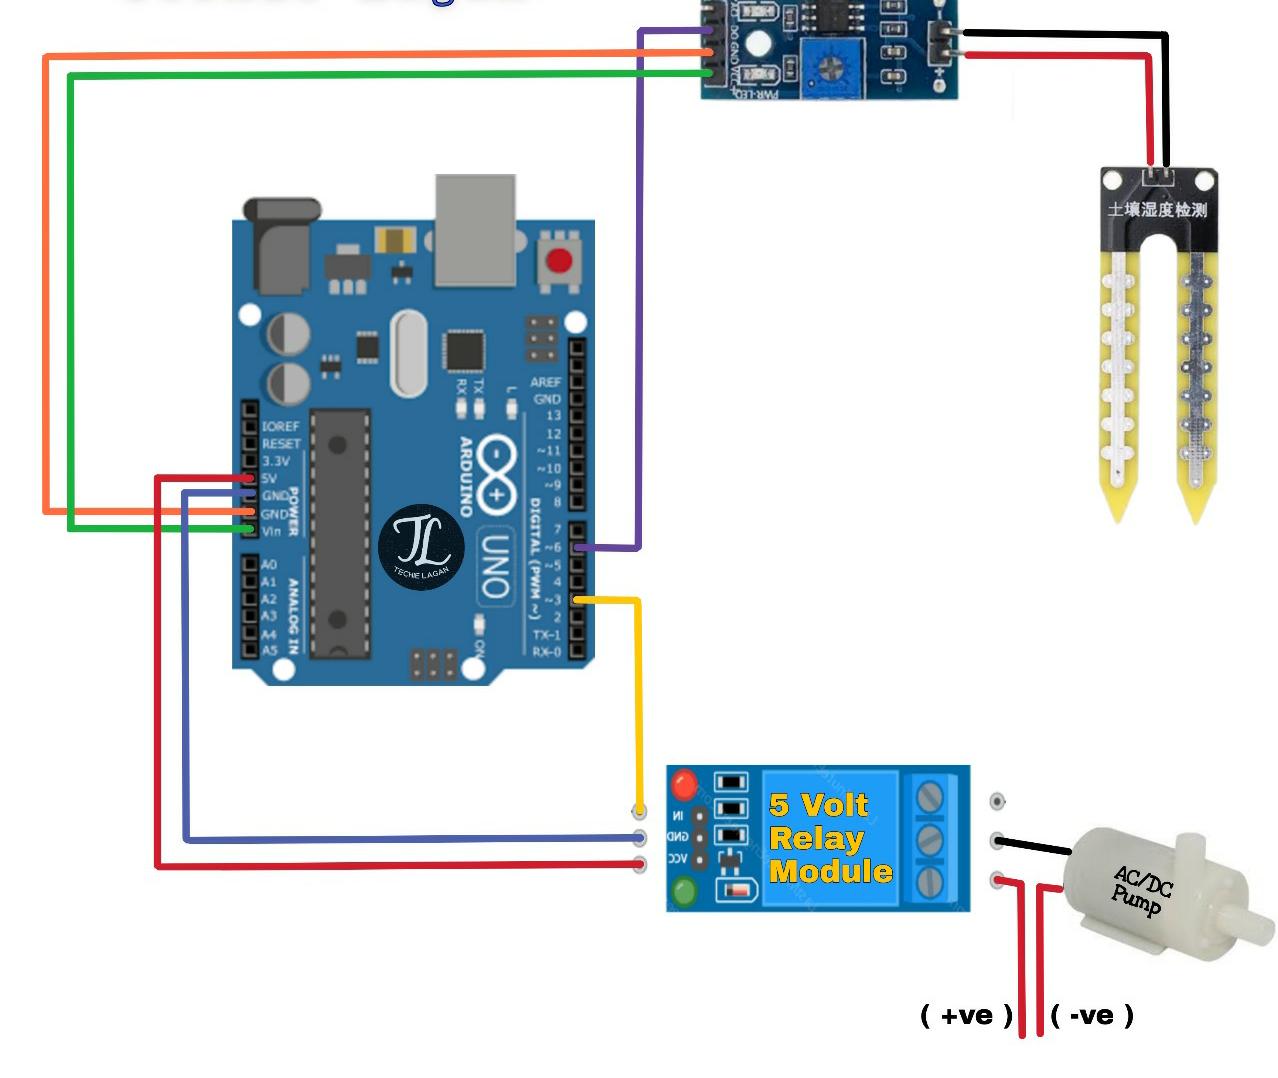 DO
GND
VCC
PWR-LED
土壤湿度检测
AREF
GND
13
12
~11
~10
~9
8
7
~6
~5
4
~3
2
TX→1
RX←0
RX
TX
L
ARDUINO
UNO
DIGITAL (PWM ~)
ON
IOREF
RESET
3.3V
5V
GND
GND
Vin
POWER
A0
A1
A2
A3
A4
A5
ANALOG IN
TL
TECHIE LAGAN
IN
GND
VCC
5 Volt
Relay
Module
AC/DC
Pump
( +ve )
( -ve )